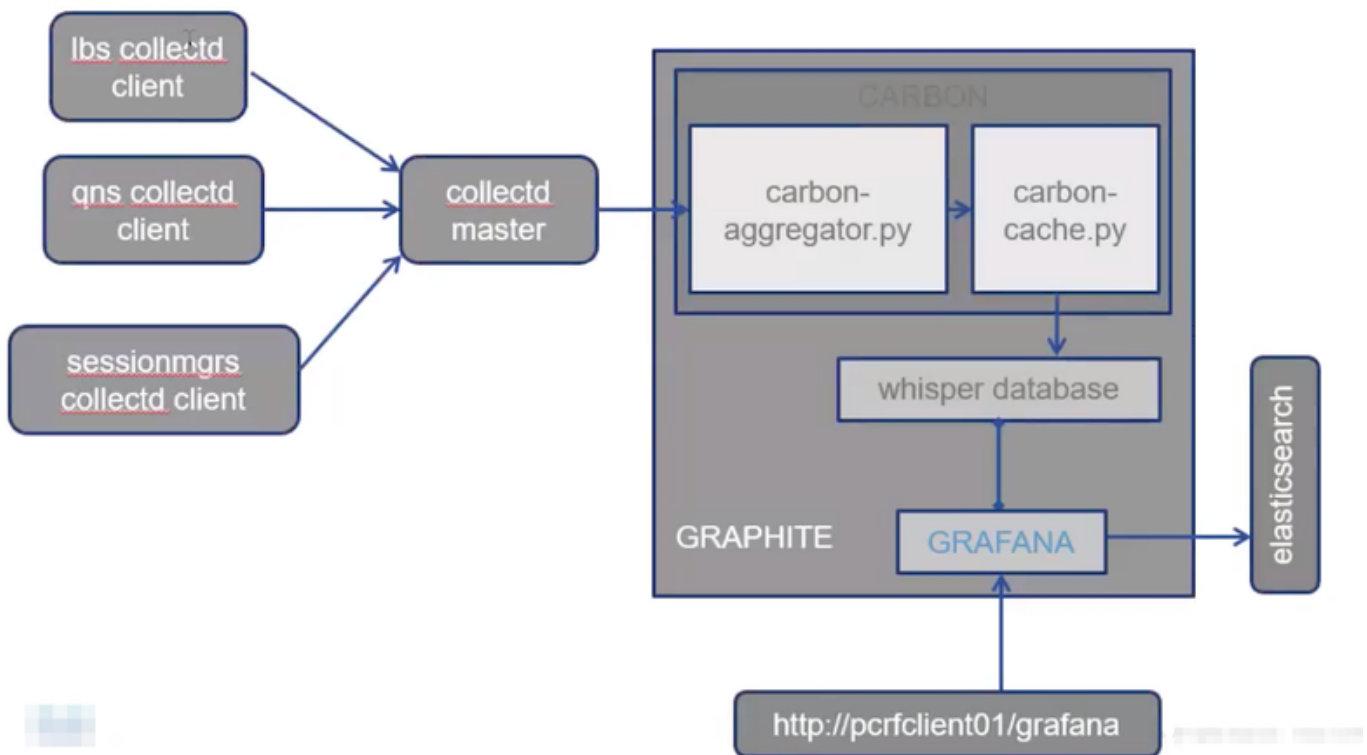 lbs collectd
client
qns collectd
client
sessionmgrs
collectd client
collectd
master
CARBON
carbon-
aggregator.py
carbon-
cache.py
whisper database
GRAPHITE
GRAFANA
elasticsearch
http://pcrfclient01/grafana